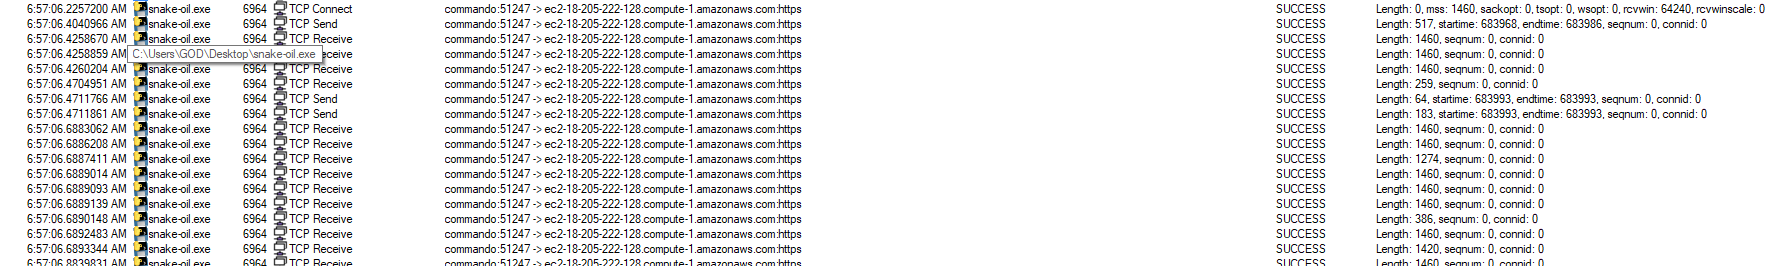 6:57:06.2257200 AM snake-oil.exe 6964 TCP Connect commando:51247 -> ec2-18-205-222-128.compute-1.amazonaws.com:https SUCCESS Length: 0, mss: 1460, sackopt: 0, tsopt: 0, wsopt: 0, rcvwin: 64240, rcvwinscale: 0
6:57:06.4040966 AM snake-oil.exe 6964 TCP Send commando:51247 -> ec2-18-205-222-128.compute-1.amazonaws.com:https SUCCESS Length: 517, startime: 683968, endtime: 683986, seqnum: 0, connid: 0
6:57:06.4258670 AM snake-oil.exe 6964 TCP Receive commando:51247 -> ec2-18-205-222-128.compute-1.amazonaws.com:https SUCCESS Length: 1460, seqnum: 0, connid: 0
6:57:06.4258859 AM C:\Users\GOD\Desktop\snake-oil.exe ceive commando:51247 -> ec2-18-205-222-128.compute-1.amazonaws.com:https SUCCESS Length: 1460, seqnum: 0, connid: 0
6:57:06.4260204 AM snake-oil.exe 6964 TCP Receive commando:51247 -> ec2-18-205-222-128.compute-1.amazonaws.com:https SUCCESS Length: 1460, seqnum: 0, connid: 0
6:57:06.4704951 AM snake-oil.exe 6964 TCP Receive commando:51247 -> ec2-18-205-222-128.compute-1.amazonaws.com:https SUCCESS Length: 259, seqnum: 0, connid: 0
6:57:06.4711766 AM snake-oil.exe 6964 TCP Send commando:51247 -> ec2-18-205-222-128.compute-1.amazonaws.com:https SUCCESS Length: 64, startime: 683993, endtime: 683993, seqnum: 0, connid: 0
6:57:06.4711861 AM snake-oil.exe 6964 TCP Send commando:51247 -> ec2-18-205-222-128.compute-1.amazonaws.com:https SUCCESS Length: 183, startime: 683993, endtime: 683993, seqnum: 0, connid: 0
6:57:06.6883062 AM snake-oil.exe 6964 TCP Receive commando:51247 -> ec2-18-205-222-128.compute-1.amazonaws.com:https SUCCESS Length: 1460, seqnum: 0, connid: 0
6:57:06.6886208 AM snake-oil.exe 6964 TCP Receive commando:51247 -> ec2-18-205-222-128.compute-1.amazonaws.com:https SUCCESS Length: 1460, seqnum: 0, connid: 0
6:57:06.6887411 AM snake-oil.exe 6964 TCP Receive commando:51247 -> ec2-18-205-222-128.compute-1.amazonaws.com:https SUCCESS Length: 1274, seqnum: 0, connid: 0
6:57:06.6889014 AM snake-oil.exe 6964 TCP Receive commando:51247 -> ec2-18-205-222-128.compute-1.amazonaws.com:https SUCCESS Length: 1460, seqnum: 0, connid: 0
6:57:06.6889093 AM snake-oil.exe 6964 TCP Receive commando:51247 -> ec2-18-205-222-128.compute-1.amazonaws.com:https SUCCESS Length: 1460, seqnum: 0, connid: 0
6:57:06.6889139 AM snake-oil.exe 6964 TCP Receive commando:51247 -> ec2-18-205-222-128.compute-1.amazonaws.com:https SUCCESS Length: 1460, seqnum: 0, connid: 0
6:57:06.6890148 AM snake-oil.exe 6964 TCP Receive commando:51247 -> ec2-18-205-222-128.compute-1.amazonaws.com:https SUCCESS Length: 386, seqnum: 0, connid: 0
6:57:06.6892483 AM snake-oil.exe 6964 TCP Receive commando:51247 -> ec2-18-205-222-128.compute-1.amazonaws.com:https SUCCESS Length: 1460, seqnum: 0, connid: 0
6:57:06.6893344 AM snake-oil.exe 6964 TCP Receive commando:51247 -> ec2-18-205-222-128.compute-1.amazonaws.com:https SUCCESS Length: 1420, seqnum: 0, connid: 0
6:57:06.8839831 AM snake-oil.exe 6964 TCP Receive commando:51247 -> ec2-18-205-222-128.compute-1.amazonaws.com:https SUCCESS Length: 1460, seqnum: 0, connid: 0